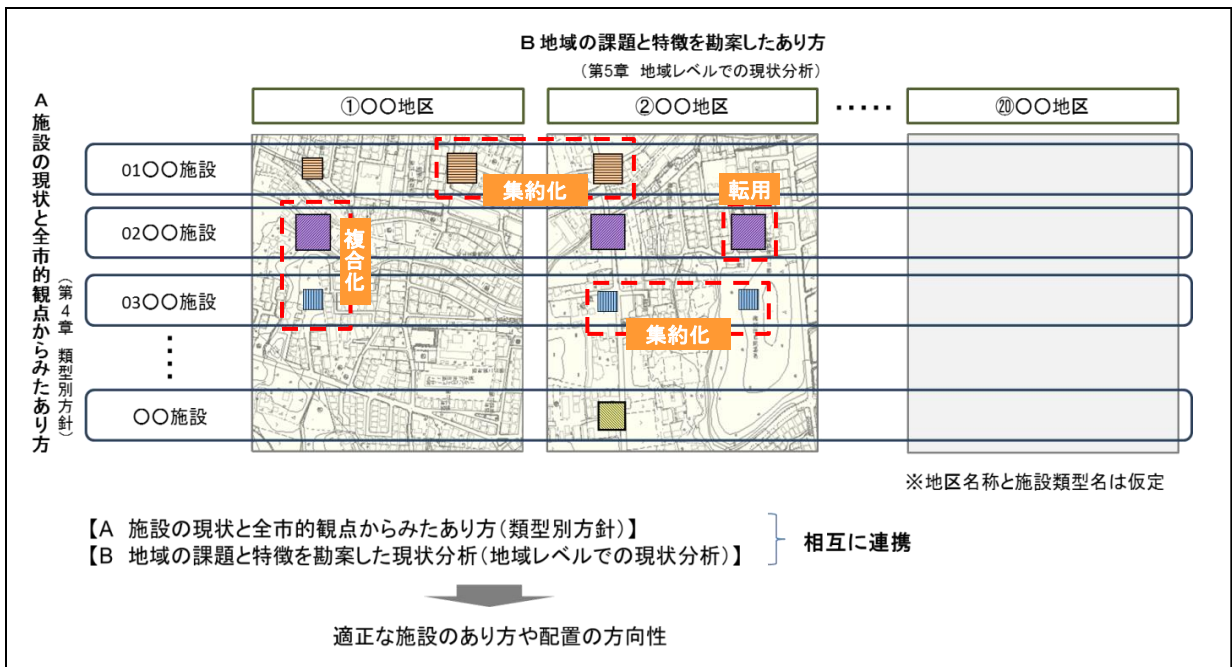 B 地域の課題と特徴を勘案したあり方
(第5章 地域レベルでの現状分析)
A 施設の現状と全市的観点からみたあり方
(第4章 類型別方針)
①〇〇地区
②〇〇地区
・・・・・
⑳〇〇地区
01〇〇施設
集約化
転用
02〇〇施設
複合化
03〇〇施設
集約化
・・・・
〇〇施設
※地区名称と施設類型名は仮定
【A 施設の現状と全市的観点からみたあり方(類型別方針)】
【B 地域の課題と特徴を勘案した現状分析(地域レベルでの現状分析)】
相互に連携
適正な施設のあり方や配置の方向性